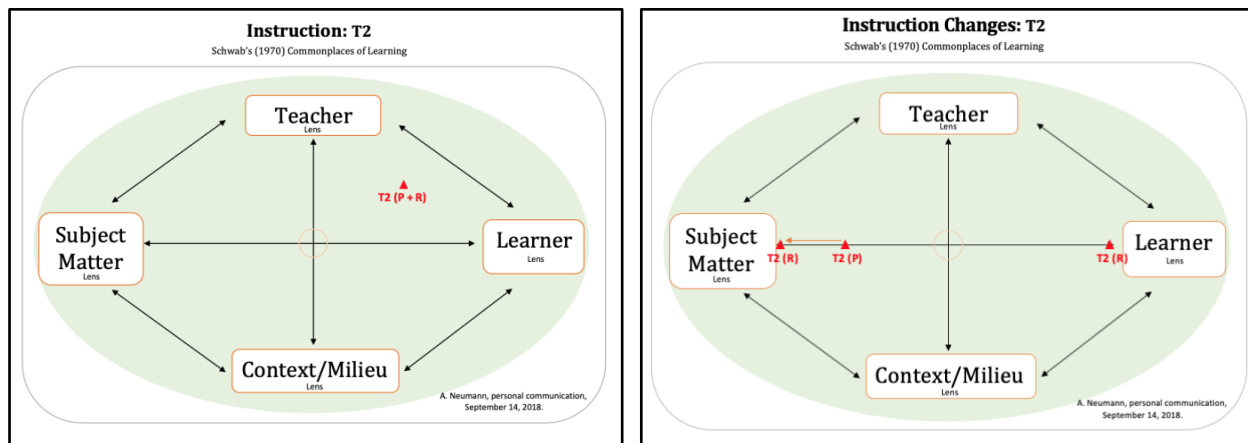 Instruction: T2
Schwab's (1970) Commonplaces of Learning
Teacher
Lens
T2 (P + R)
Subject
Matter
Lens
Learner
Lens
Context/Milieu
Lens
A. Neumann, personal communication,
September 14, 2018.
Instruction Changes: T2
Schwab's (1970) Commonplaces of Learning
Teacher
Lens
Subject
Matter
Lens
T2 (R)
T2 (P)
T2 (R)
Learner
Lens
Context/Milieu
Lens
A. Neumann, personal communication,
September 14, 2018.